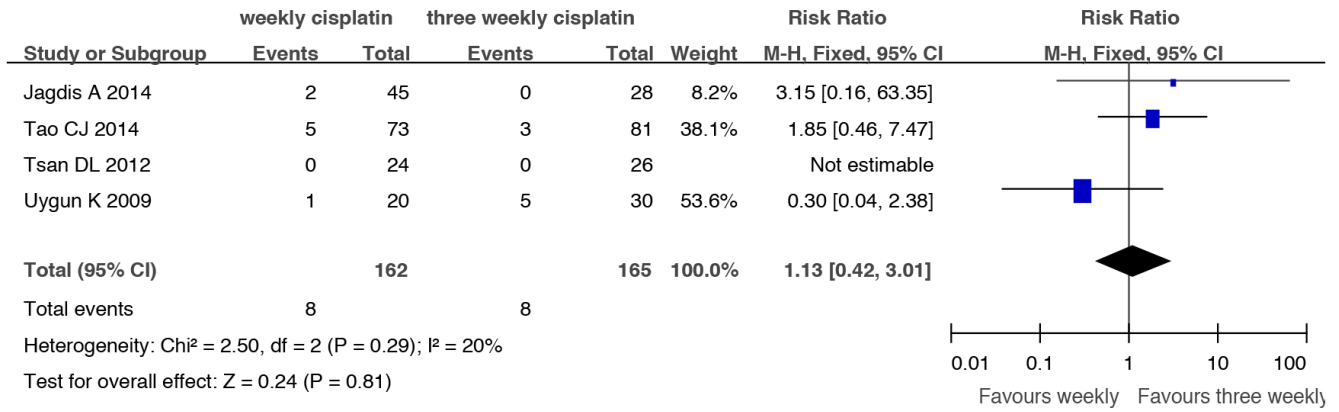 weekly cisplatin three weekly cisplatin Risk Ratio Risk Ratio
Study or Subgroup Events Total Events Total Weight M-H, Fixed, 95% CI M-H, Fixed, 95% CI
Jagdis A 2014 2 45 0 28 8.2% 3.15 [0.16, 63.35]
Tao CJ 2014 5 73 3 81 38.1% 1.85 [0.46, 7.47]
Tsan DL 2012 0 24 0 26 Not estimable
Uygun K 2009 1 20 5 30 53.6% 0.30 [0.04, 2.38]
Total (95% CI) 162 165 100.0% 1.13 [0.42, 3.01]
Total events 8 8
Heterogeneity: Chi² = 2.50, df = 2 (P = 0.29); I² = 20%
Test for overall effect: Z = 0.24 (P = 0.81)
0.01 0.1 1 10 100
Favours weekly Favours three weekly